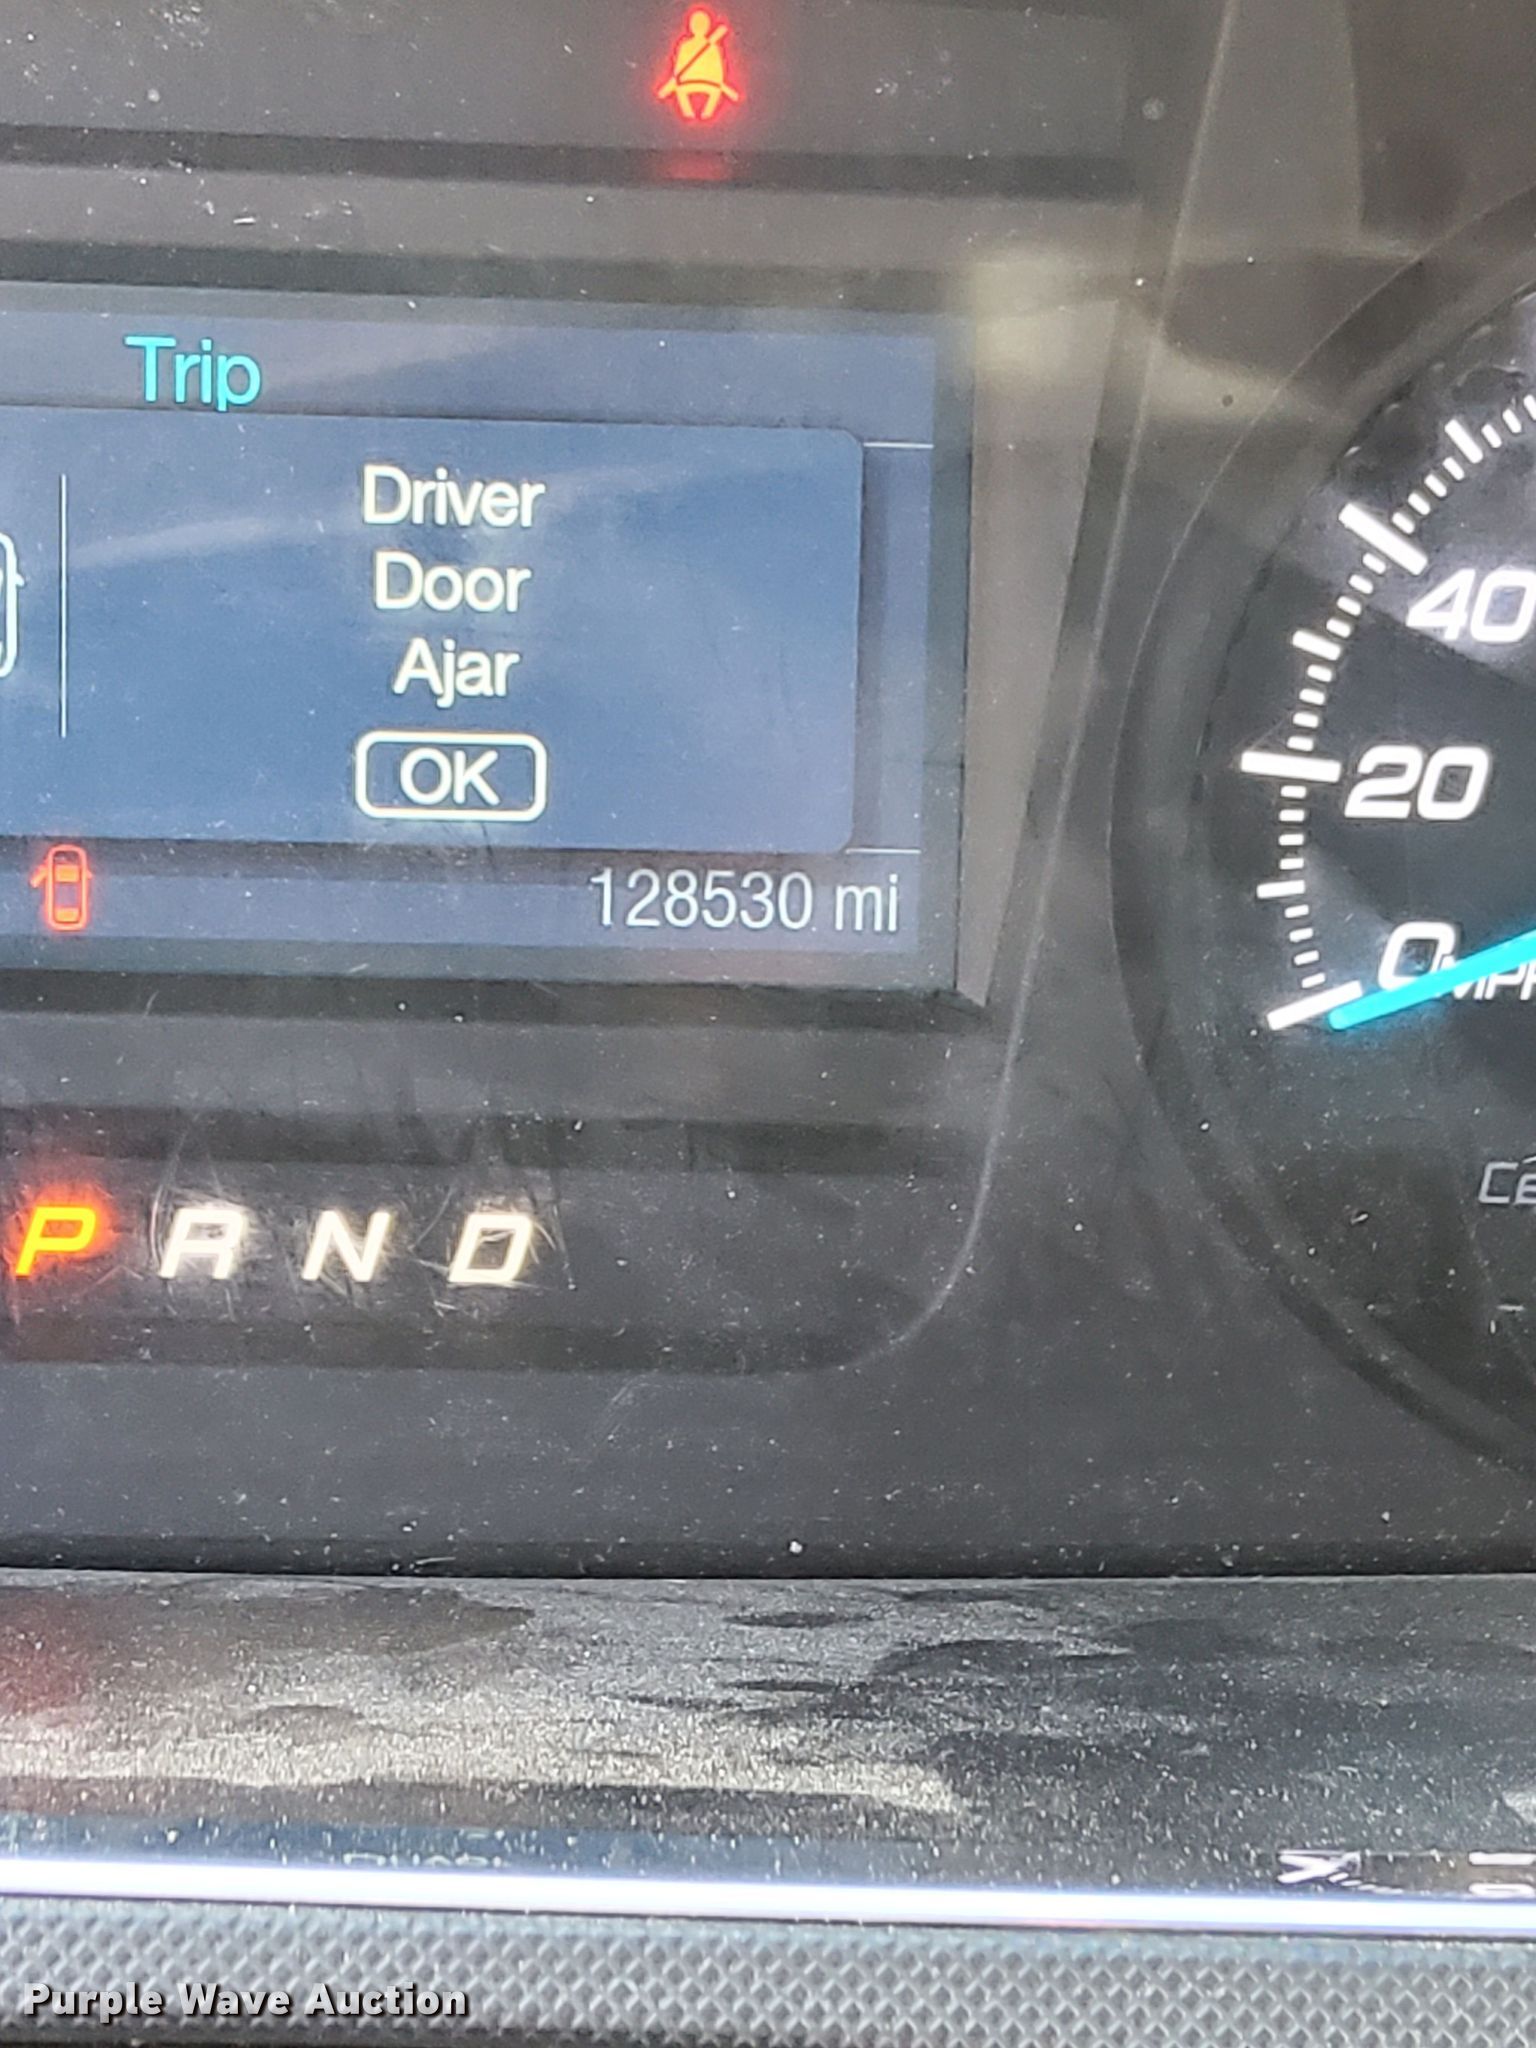 Trip
Driver
Door
Ajar
OK
128530 mi
40
20
0
P R N D
Purple Wave Auction